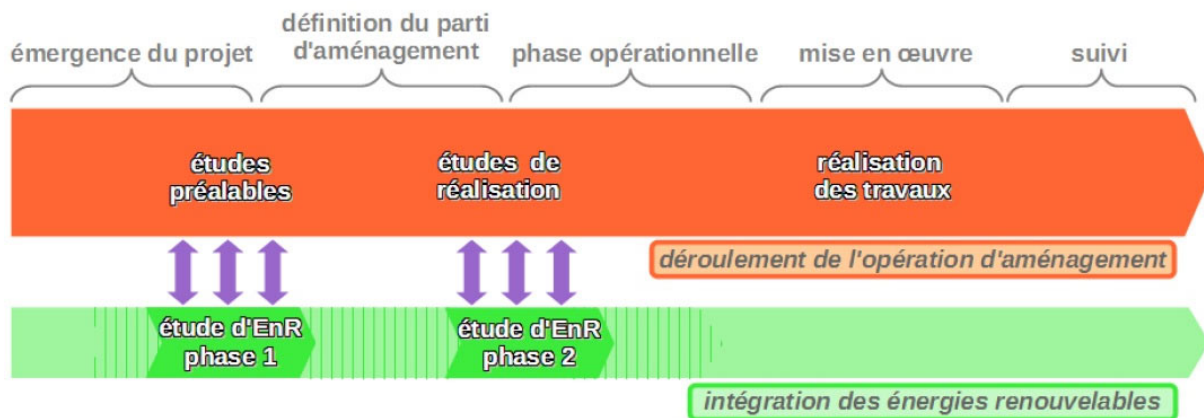 émergence du projet
définition du parti
d'aménagement
phase opérationnelle
mise en œuvre
suivi
études
préalables
études de
réalisation
réalisation
des travaux
déroulement de l'opération d'aménagement
étude d'EnR
phase 1
étude d'EnR
phase 2
intégration des énergies renouvelables